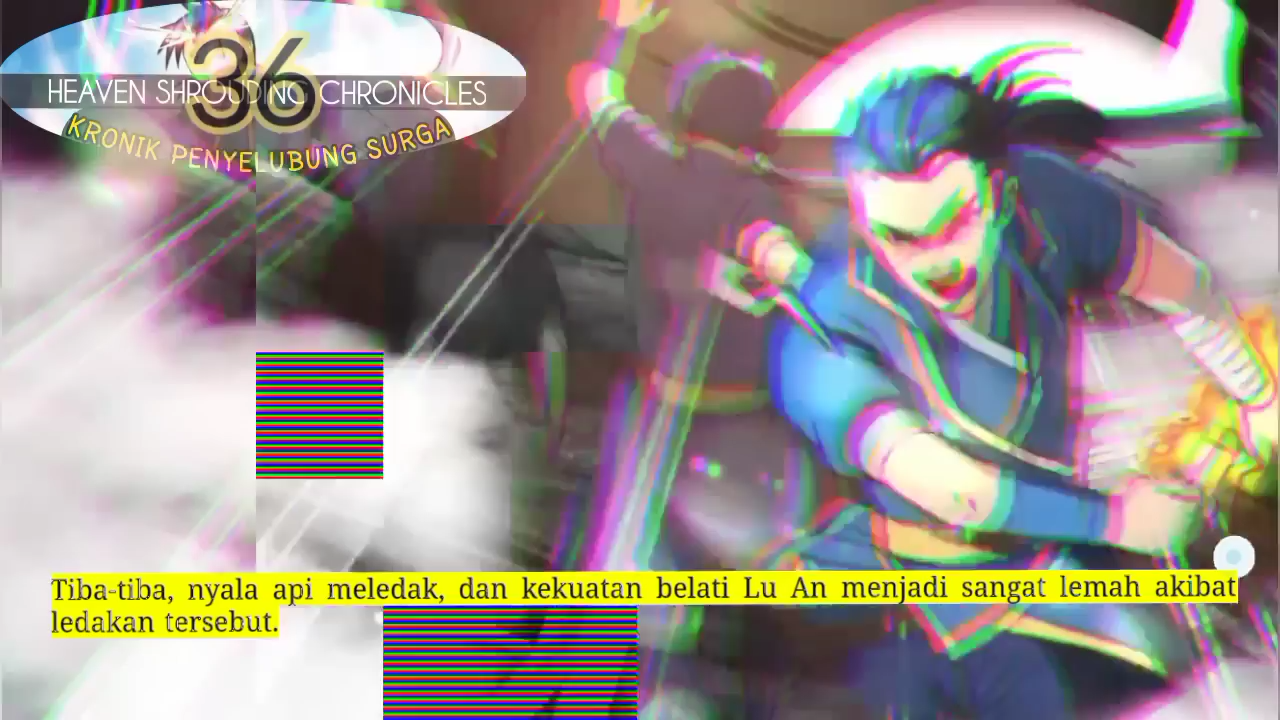 36
HEAVEN SHROUDING CHRONICLES
KRONIK PENYELUBUNG SURGA
Tiba-tiba, nyala api meledak, dan kekuatan belati Lu An menjadi sangat lemah akibat
ledakan tersebut.